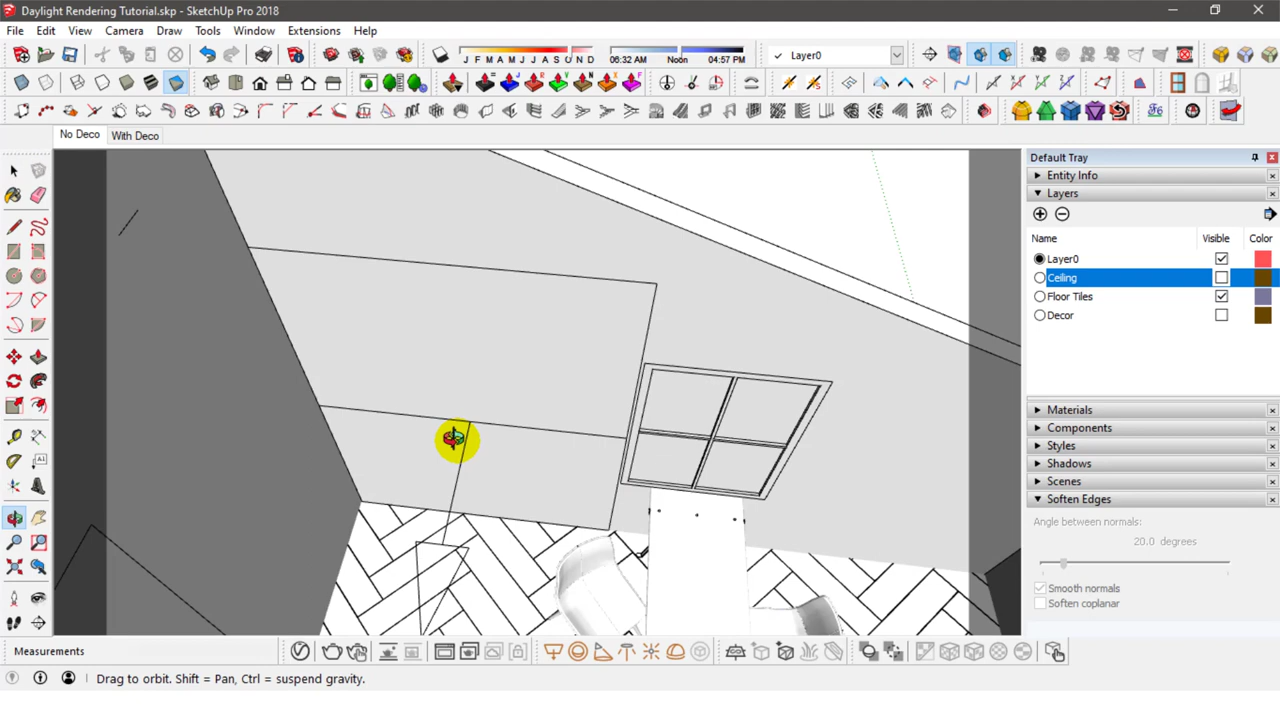 Daylight Rendering Tutorial.skp - SketchUp Pro 2018
File Edit View Camera Draw Tools Window Extensions Help
J F M A M J J A S O N D
06:32 AM Noon 04:57 PM
Layer0
No Deco With Deco
Default Tray
Entity Info
Layers
Name Visible Color
Layer0
Ceiling
Floor Tiles
Decor
Materials
Components
Styles
Shadows
Scenes
Soften Edges
Angle between normals:
20.0 degrees
Smooth normals
Soften coplanar
Measurements
Drag to orbit. Shift = Pan, Ctrl = suspend gravity.